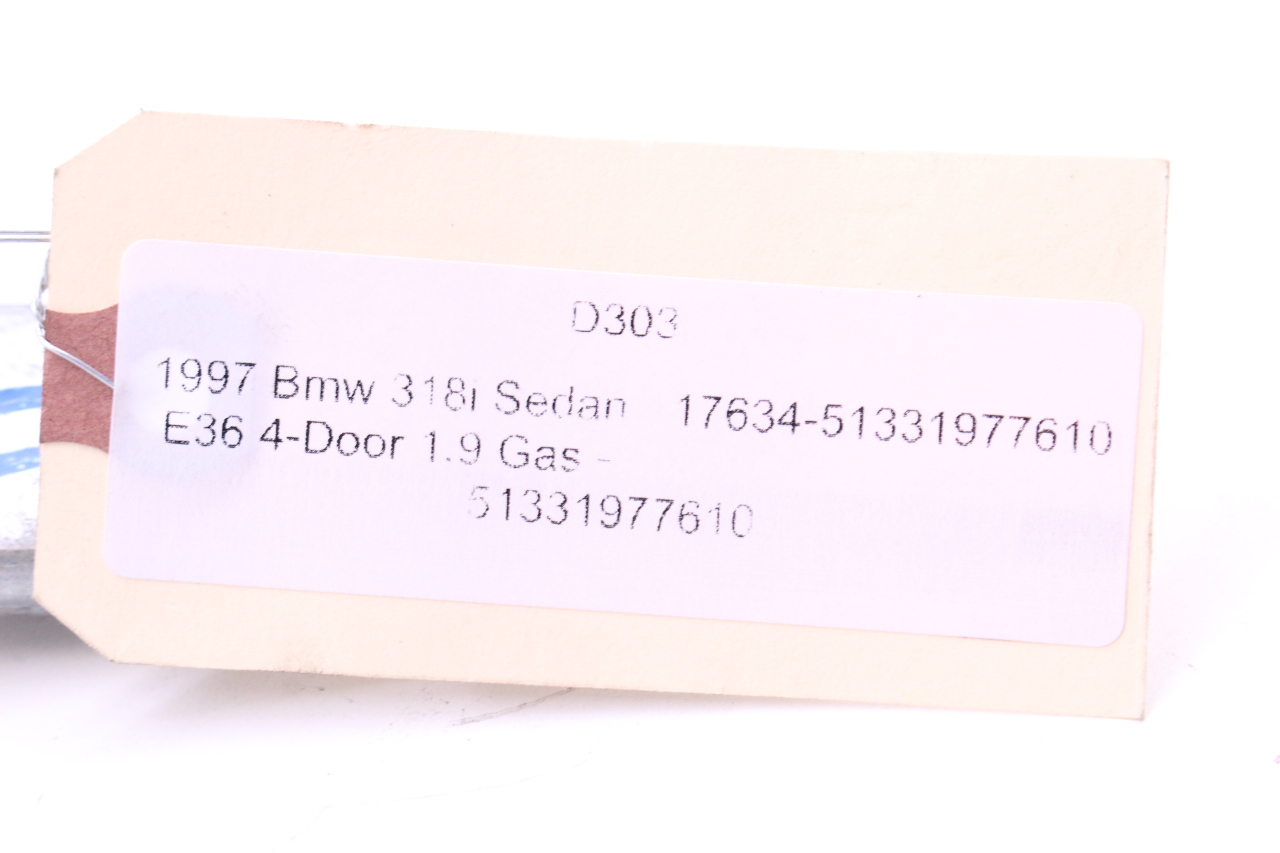 D303
1997 Bmw 318i Sedan 17634-51331977610
E36 4-Door 1.9 Gas -
51331977610